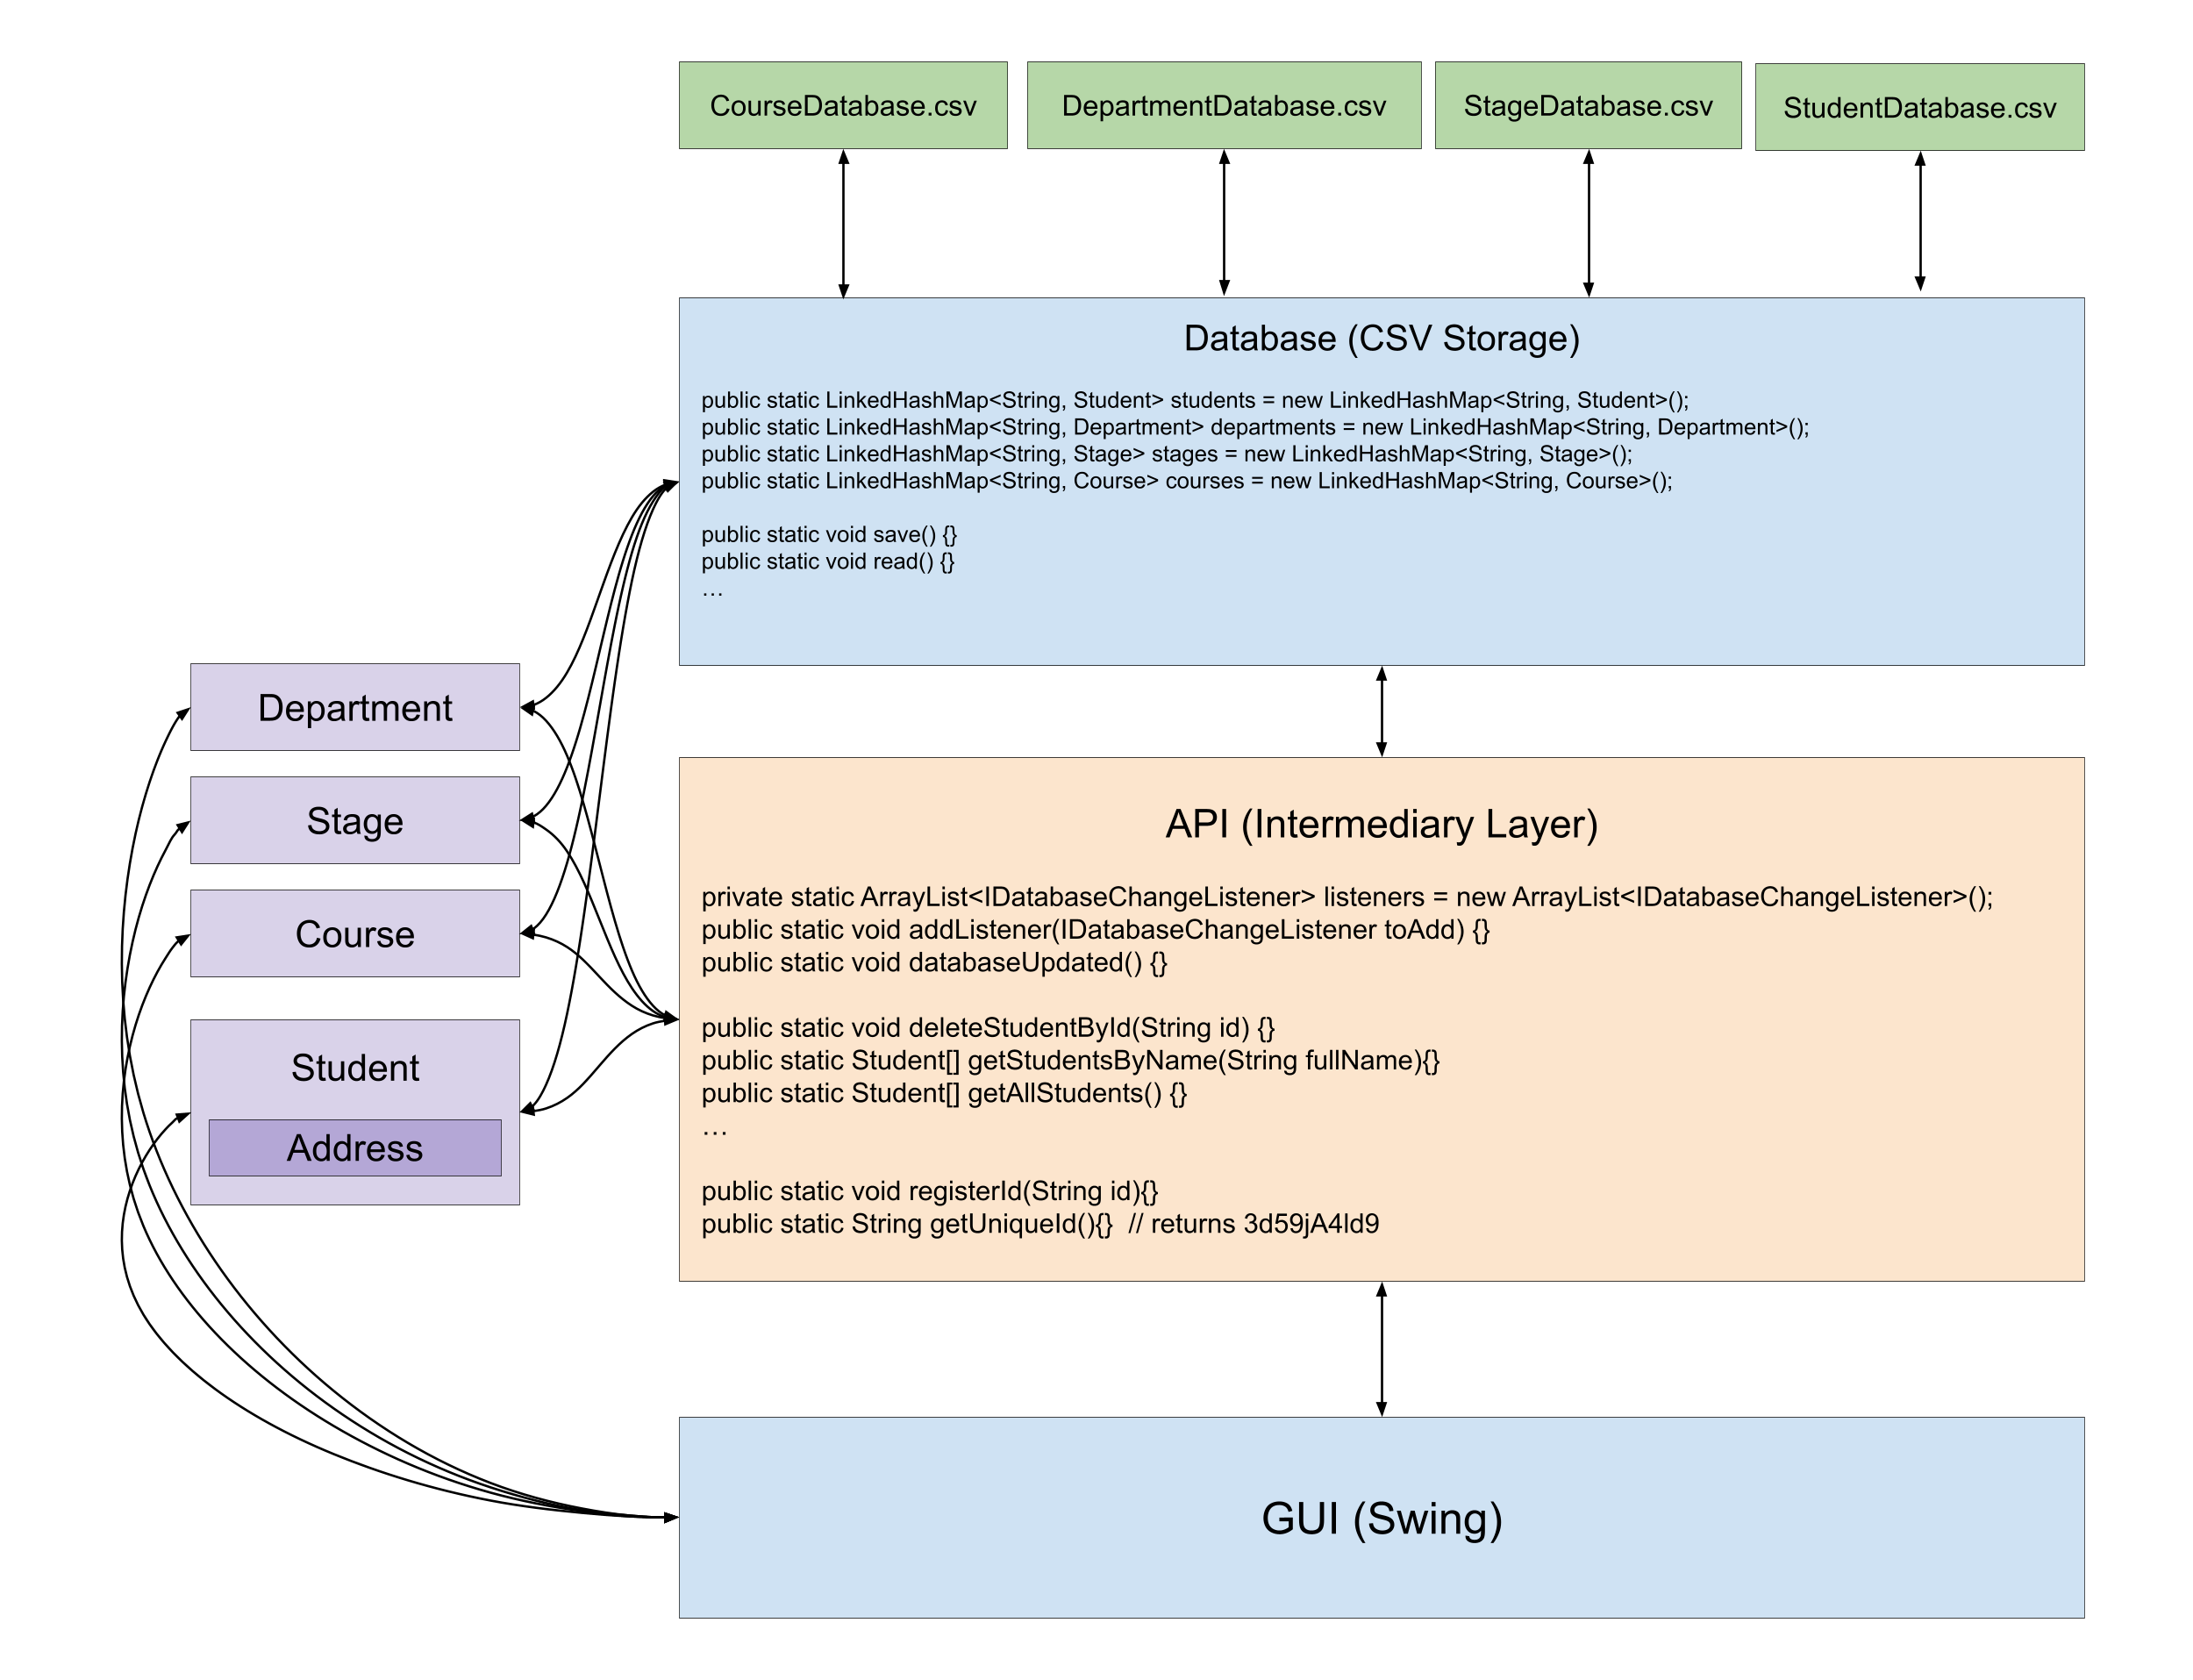 CourseDatabase.csv
DepartmentDatabase.csv
StageDatabase.csv
StudentDatabase.csv
Database (CSV Storage)
public static LinkedHashMap<String, Student> students = new LinkedHashMap<String, Student>();
public static LinkedHashMap<String, Department> departments = new LinkedHashMap<String, Department>();
public static LinkedHashMap<String, Stage> stages = new LinkedHashMap<String, Stage>();
public static LinkedHashMap<String, Course> courses = new LinkedHashMap<String, Course>();
public static void save() {}
public static void read() {}
…
Department
Stage
Course
Student
Address
API (Intermediary Layer)
private static ArrayList<IDatabaseChangeListener> listeners = new ArrayList<IDatabaseChangeListener>();
public static void addListener(IDatabaseChangeListener toAdd) {}
public static void databaseUpdated() {}
public static void deleteStudentById(String id) {}
public static Student[] getStudentsByName(String fullName){}
public static Student[] getAllStudents() {}
…
public static void registerId(String id){}
public static String getUniqueId(){}  // returns 3d59jA4ld9
GUI (Swing)